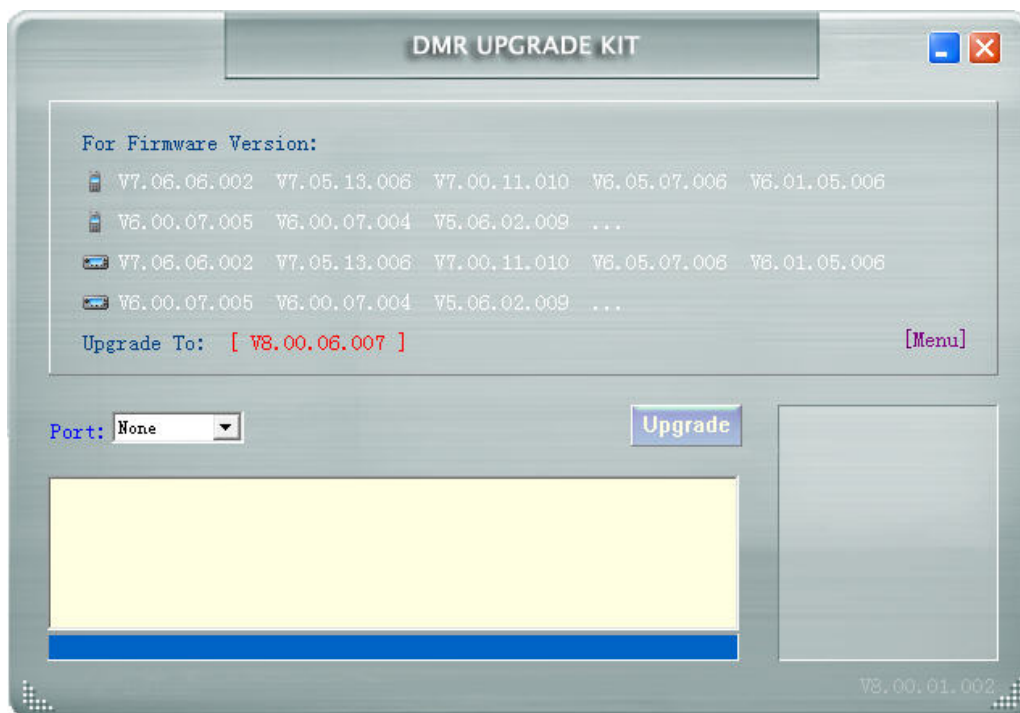 DMR UPGRADE KIT
For Firmware Version:
V7.06.06.002 V7.05.13.006 V7.00.11.010 V6.05.07.006 V6.01.05.006
V6.00.07.005 V6.00.07.004 V5.06.02.009 ...
V7.06.06.002 V7.05.13.006 V7.00.11.010 V6.05.07.006 V6.01.05.006
V6.00.07.005 V6.00.07.004 V5.06.02.009 ...
Upgrade To: [ V8.00.06.007 ] [Menu]
Port: None Upgrade
V8.00.01.002